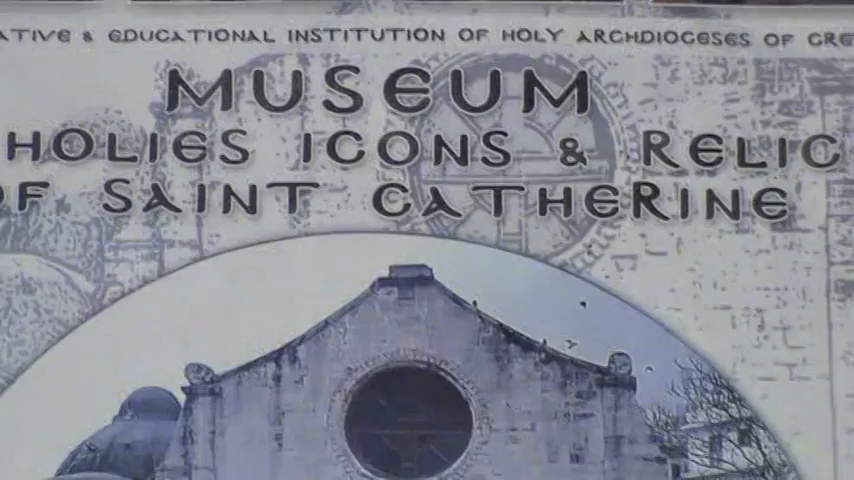 & EDUCATIONAL INSTITUTION OF HOLY ARCHDIOCESES OF
MUSEUM
HOLIES ICONS & RELIC
OF SAINT CATHERINE